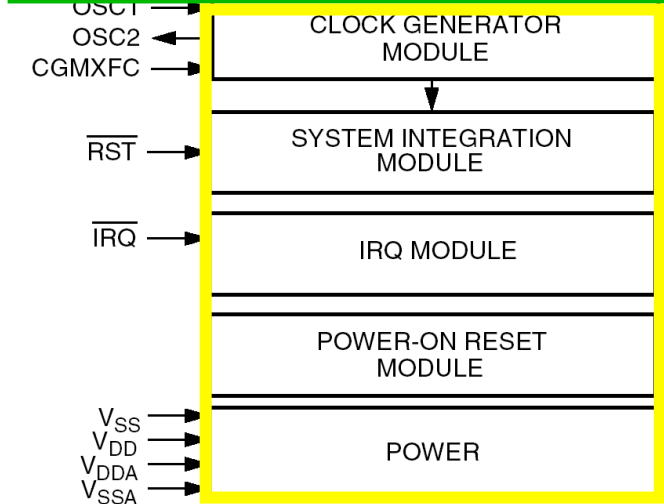 OSC1
OSC2
CGMXFC
CLOCK GENERATOR
MODULE
RST
SYSTEM INTEGRATION
MODULE
IRQ
IRQ MODULE
POWER-ON RESET
MODULE
VSS
VDD
VDDA
VSSA
POWER